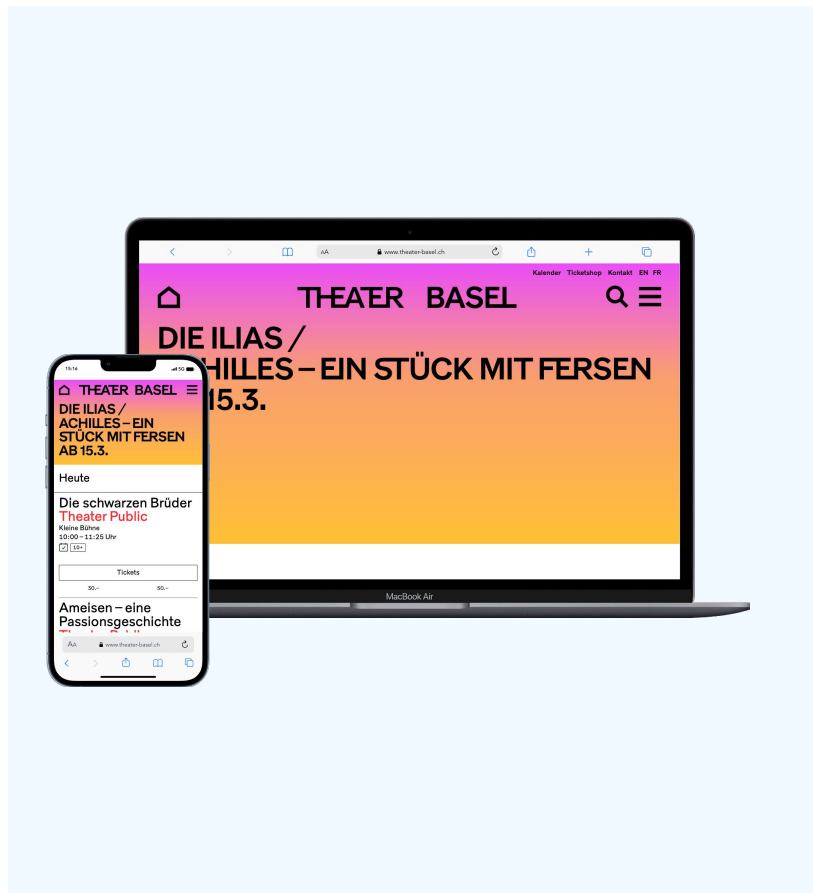 AA www.theater-basel.ch
Kalender Ticketshop Kontakt EN FR
THEATER BASEL
DIE ILIAS /
HILLES – EIN STÜCK MIT FERSEN
15.3.
MacBook Air
15:16 5G
THEATER BASEL
DIE ILIAS /
ACHILLES – EIN
STÜCK MIT FERSEN
AB 15.3.
Heute
Die schwarzen Brüder
Theater Public
Kleine Bühne
10:00 – 11:25 Uhr
10+
Tickets
30.– 50.–
Ameisen – eine
Passionsgeschichte
AA www.theater-basel.ch